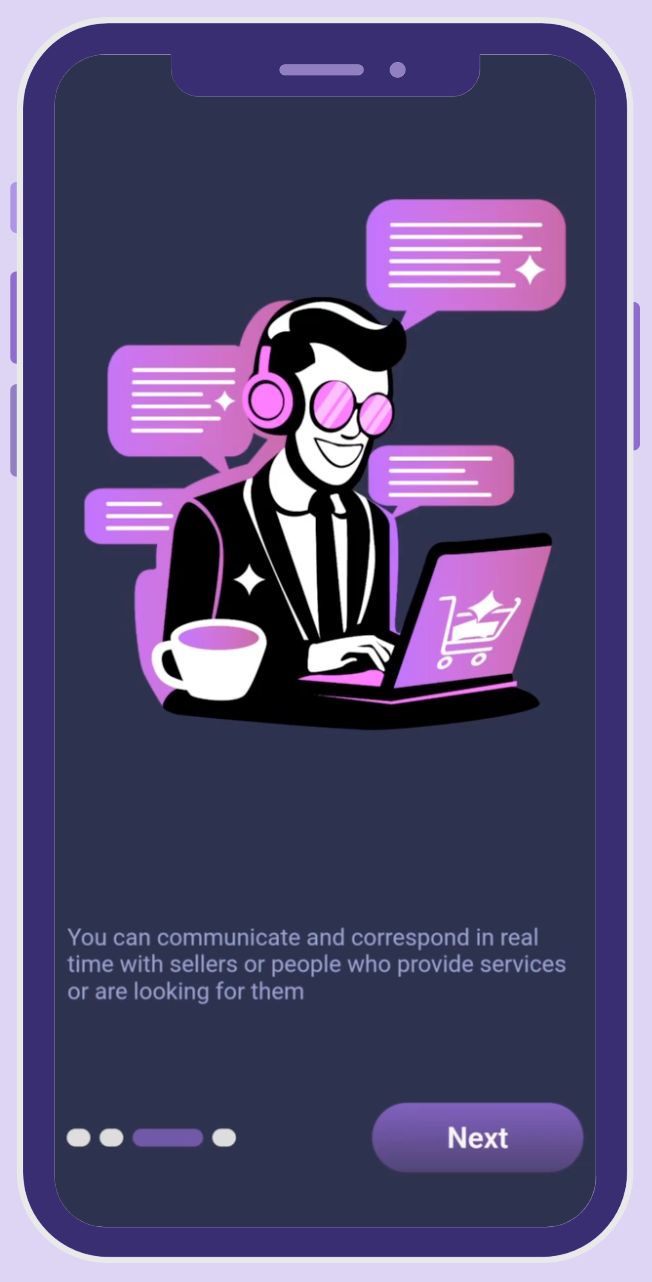 You can communicate and correspond in real
time with sellers or people who provide services
or are looking for them
Next